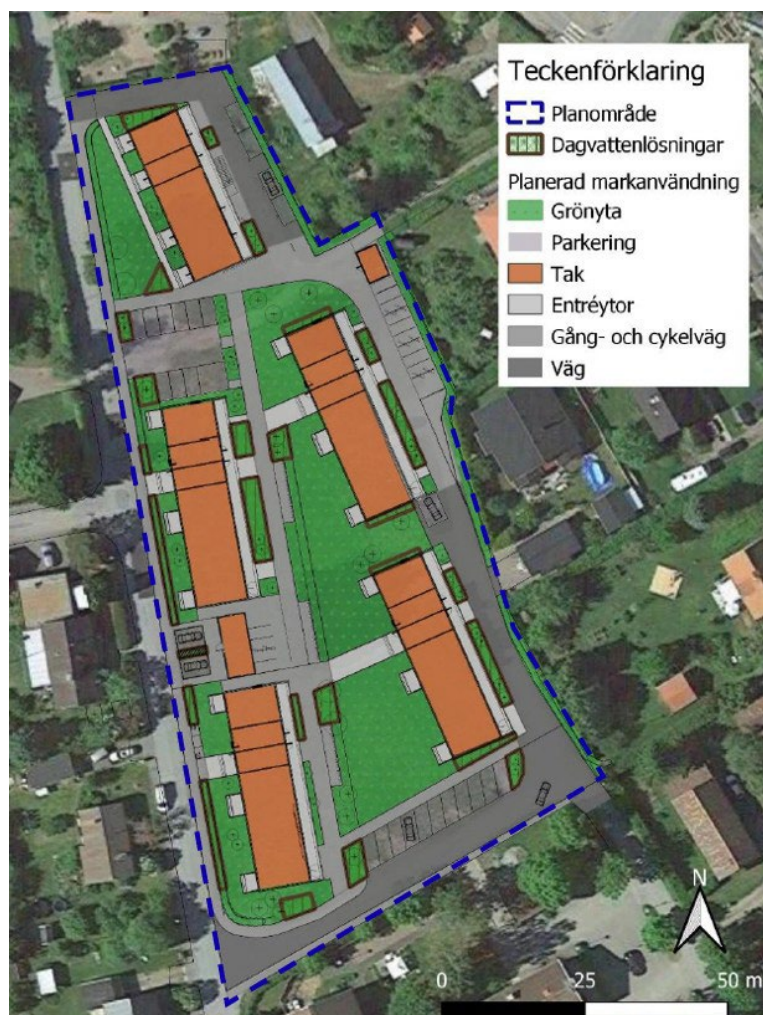 Teckenförklaring
Planområde
Dagvattenlösningar
Planerad markanvändning
Grönyta
Parkering
Tak
Entréytor
Gång- och cykelväg
Väg
N
0 25 50 m